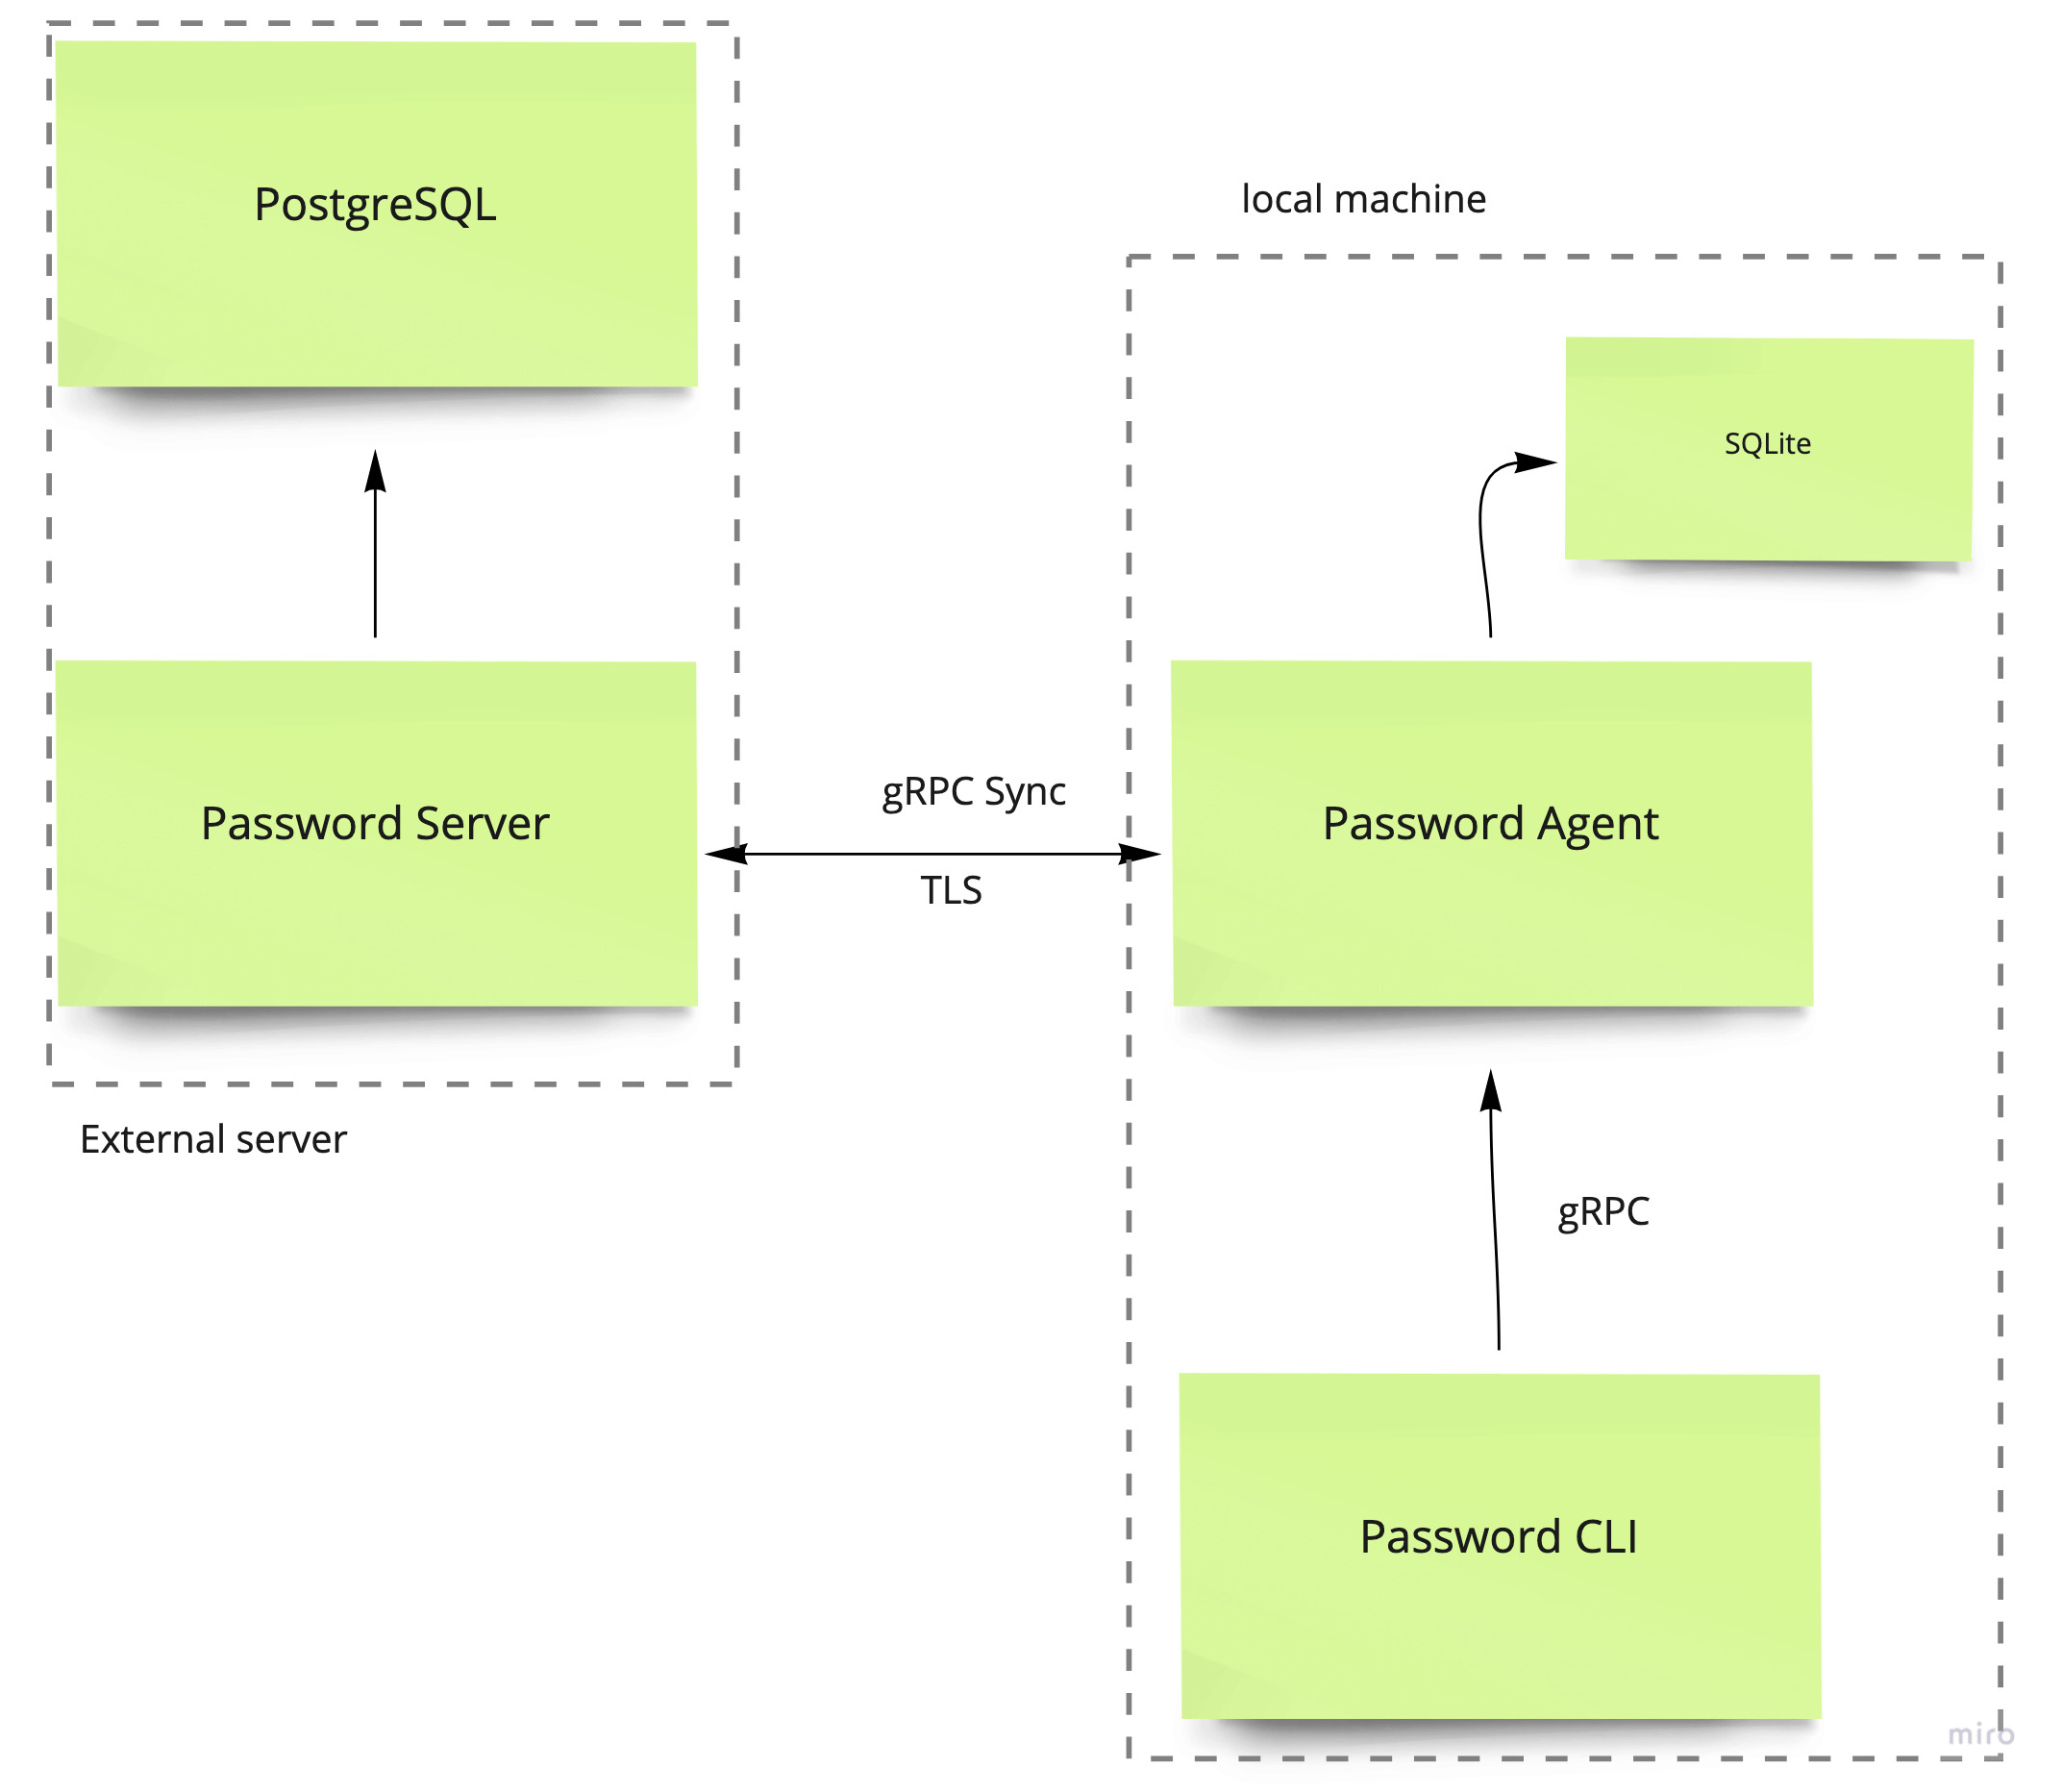 PostgreSQL
local machine
SQLite
Password Server
gRPC Sync
TLS
Password Agent
External server
gRPC
Password CLI
miro